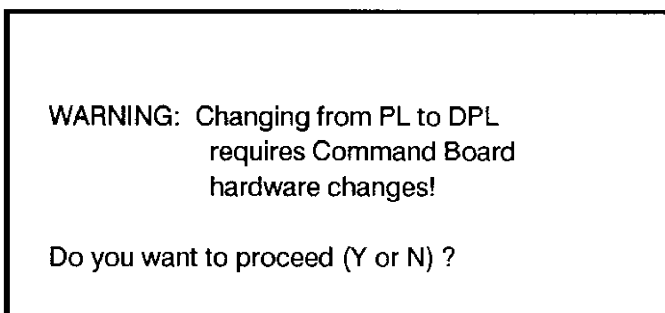 WARNING: Changing from PL to DPL
requires Command Board
hardware changes!
Do you want to proceed (Y or N) ?